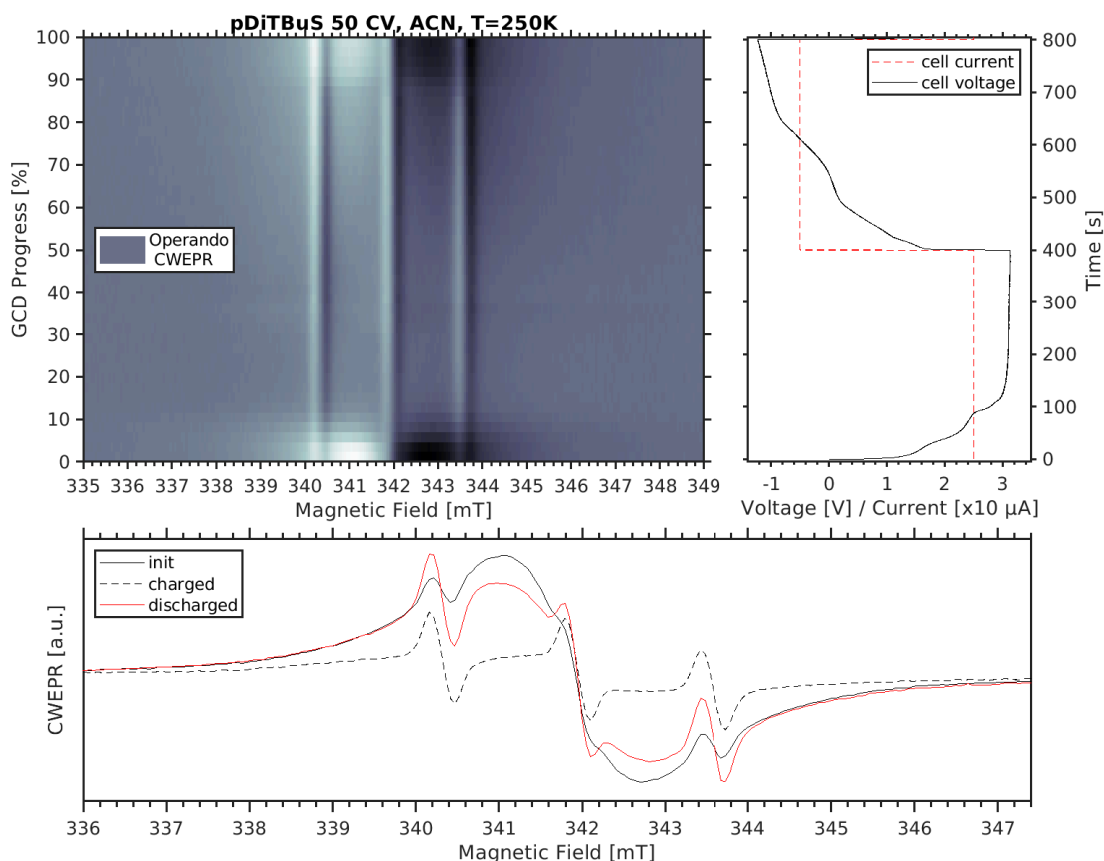 pDiTBuS 50 CV, ACN, T=250K
GCD Progress [%]
100
90
80
70
60
50
40
30
20
10
0
Operando
CWEPR
335 336 337 338 339 340 341 342 343 344 345 346 347 348 349
Magnetic Field [mT]
cell current
cell voltage
800
700
600
500
400
300
200
100
0
Time [s]
-1 0 1 2 3
Voltage [V] / Current [x10 µA]
init
charged
discharged
CWEPR [a.u.]
336 337 338 339 340 341 342 343 344 345 346 347
Magnetic Field [mT]